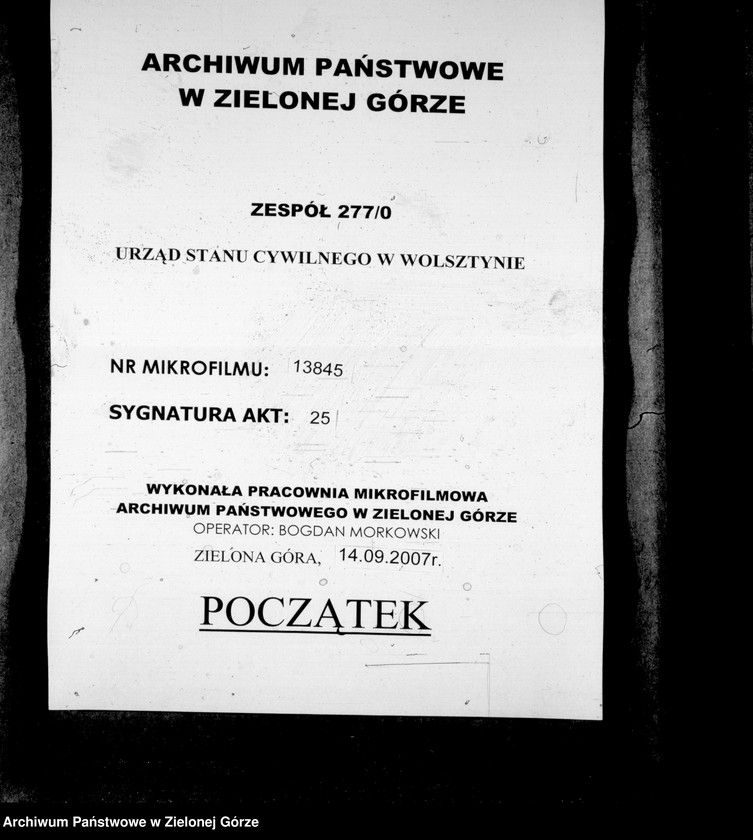 ARCHIWUM PAŃSTWOWE
W ZIELONEJ GÓRZE
ZESPÓŁ 277/0
URZĄD STANU CYWILNEGO W WOLSZTYNIE
NR MIKROFILMU: 13845
SYGNATURA AKT: 25
WYKONAŁA PRACOWNIA MIKROFILMOWA
ARCHIWUM PAŃSTWOWEGO W ZIELONEJ GÓRZE
OPERATOR: BOGDAN MORKOWSKI
ZIELONA GÓRA, 14.09.2007r.
POCZĄTEK
Archiwum Państwowe w Zielonej Górze